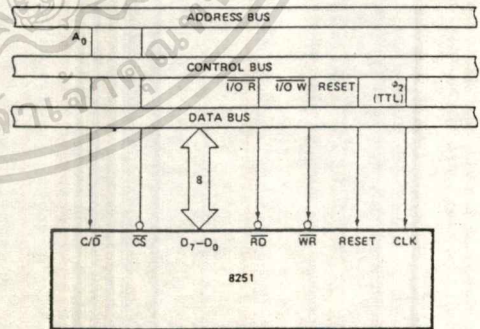 ADDRESS BUS
A₀
CONTROL BUS
I/O R I/O W RESET φ₂
(TTL)
DATA BUS
8
C/D CS D₇-D₀ RD WR RESET CLK
8251